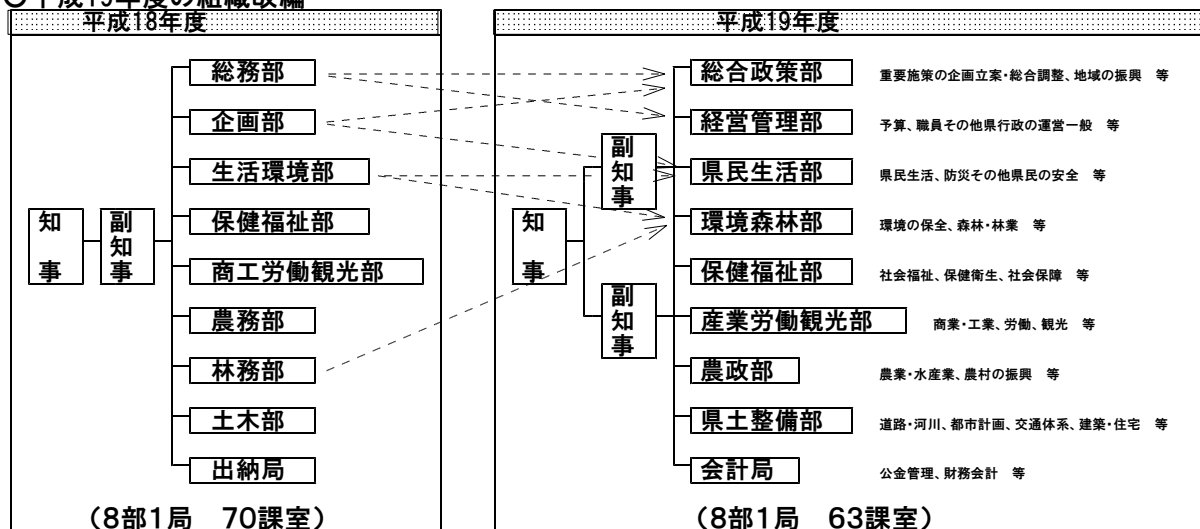 〇平成19年度の組織改編
平成18年度
知事
副知事
総務部
企画部
生活環境部
保健福祉部
商工労働観光部
農務部
林務部
土木部
出納局
(8部1局 70課室)
平成19年度
知事
副知事
副知事
総合政策部 重要施策の企画立案・総合調整、地域の振興 等
経営管理部 予算、職員その他県行政の運営一般 等
県民生活部 県民生活、防災その他県民の安全 等
環境森林部 環境の保全、森林・林業 等
保健福祉部 社会福祉、保健衛生、社会保障 等
産業労働観光部 商業・工業、労働、観光 等
農政部 農業・水産業、農村の振興 等
県土整備部 道路・河川、都市計画、交通体系、建築・住宅 等
会計局 公金管理、財務会計 等
(8部1局 63課室)